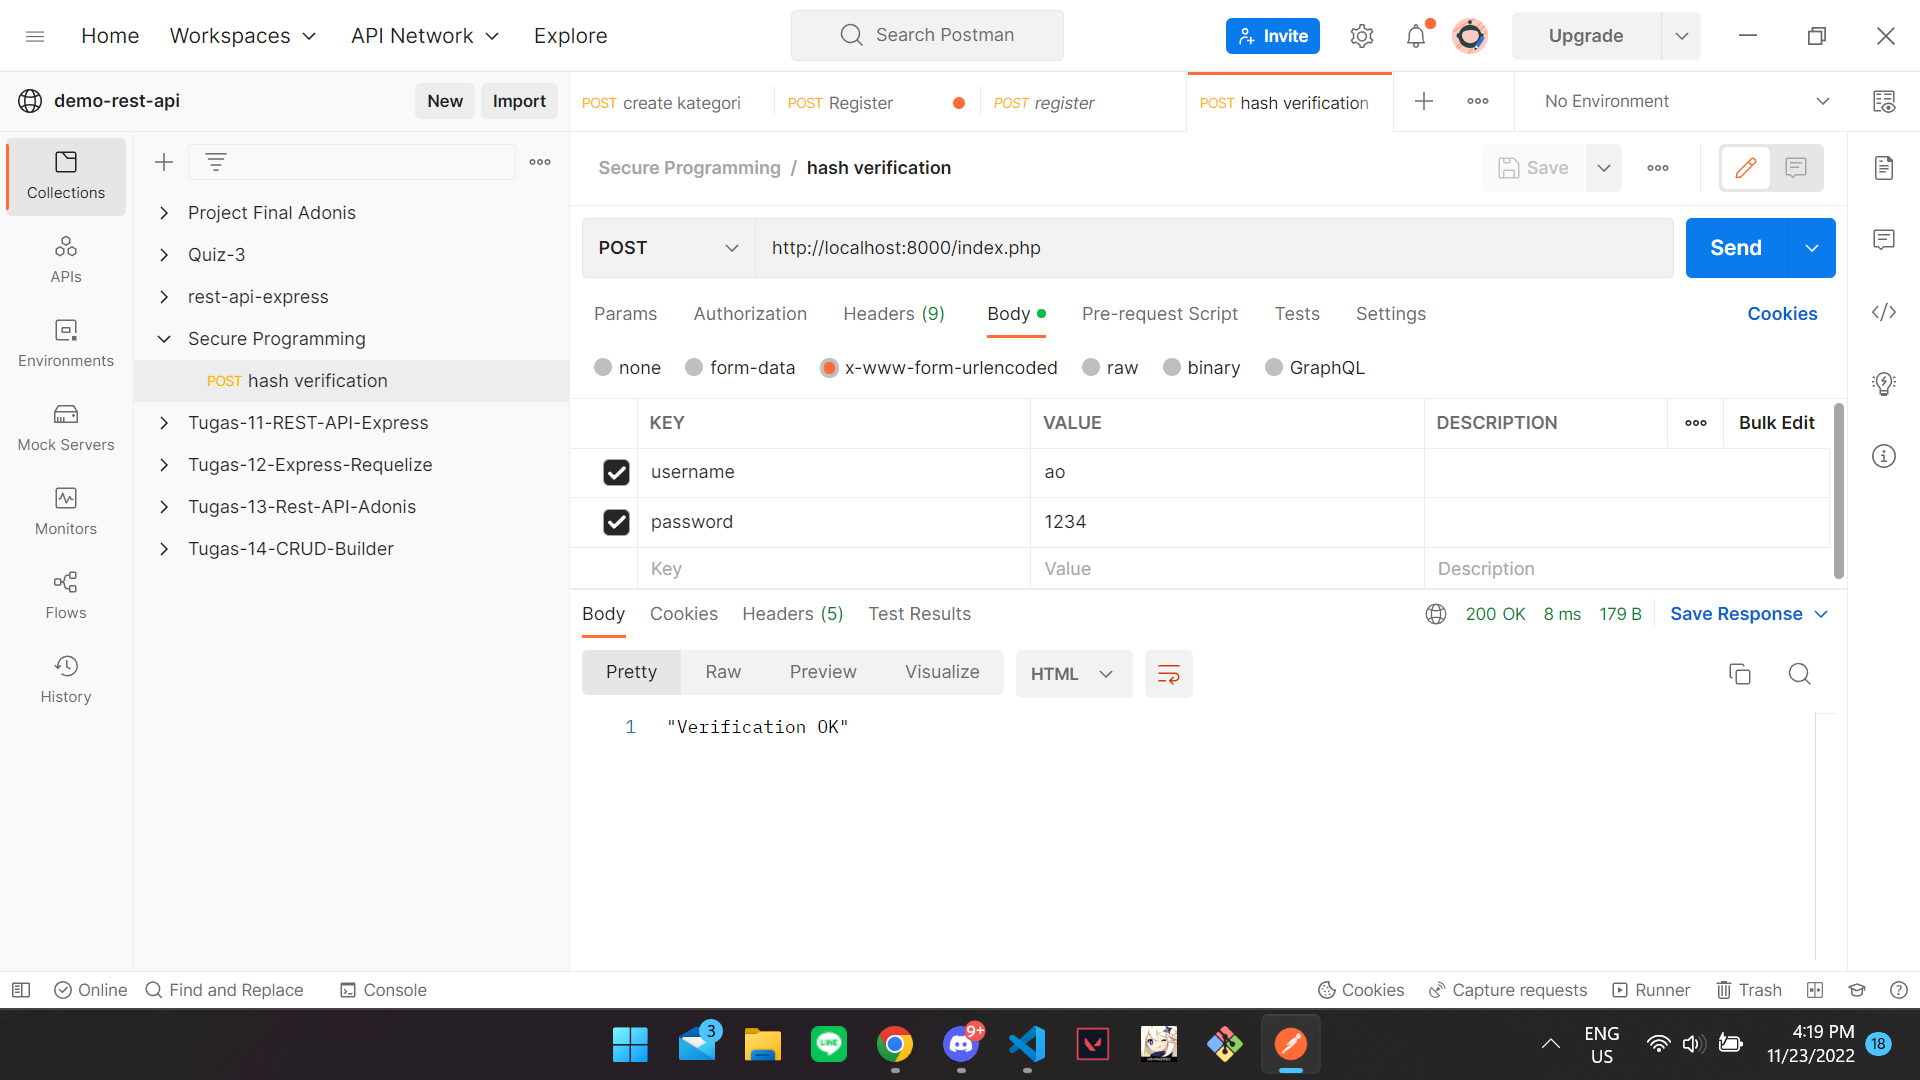 Home
Workspaces
API Network
Explore
Search Postman
Invite
Upgrade
demo-rest-api
New
Import
POST create kategori
POST Register
POST register
POST hash verification
No Environment
Collections
APIs
Environments
Mock Servers
Monitors
Flows
History
Project Final Adonis
Quiz-3
rest-api-express
Secure Programming
POST hash verification
Tugas-11-REST-API-Express
Tugas-12-Express-Requelize
Tugas-13-Rest-API-Adonis
Tugas-14-CRUD-Builder
Secure Programming / hash verification
Save
POST
http://localhost:8000/index.php
Send
Params
Authorization
Headers (9)
Body
Pre-request Script
Tests
Settings
Cookies
none
form-data
x-www-form-urlencoded
raw
binary
GraphQL
KEY
VALUE
DESCRIPTION
Bulk Edit
username
ao
password
1234
Key
Value
Description
Body
Cookies
Headers (5)
Test Results
200 OK
8 ms
179 B
Save Response
Pretty
Raw
Preview
Visualize
HTML
1
"Verification OK"
Online
Find and Replace
Console
Cookies
Capture requests
Runner
Trash
3
LINE
9+
ENG
US
4:19 PM
11/23/2022
18